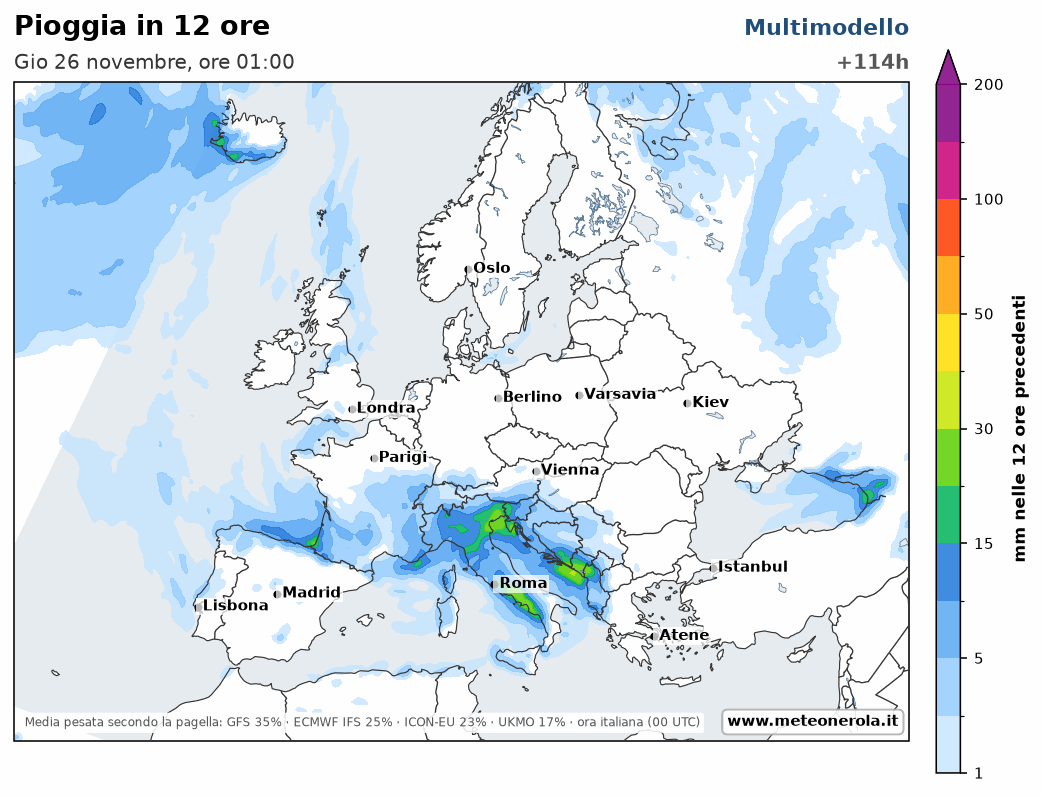 Pioggia in 12 ore
Multimodello
Gio 26 novembre, ore 01:00
+114h
200
100
50
30
15
5
1
mm nelle 12 ore precedenti
Oslo
Londra
Berlino
Varsavia
Kiev
Parigi
Vienna
Istanbul
Roma
Madrid
Lisbona
Atene
Media pesata secondo la pagella: GFS 35% · ECMWF IFS 25% · ICON-EU 23% · UKMO 17% · ora italiana (00 UTC)
www.meteonerola.it